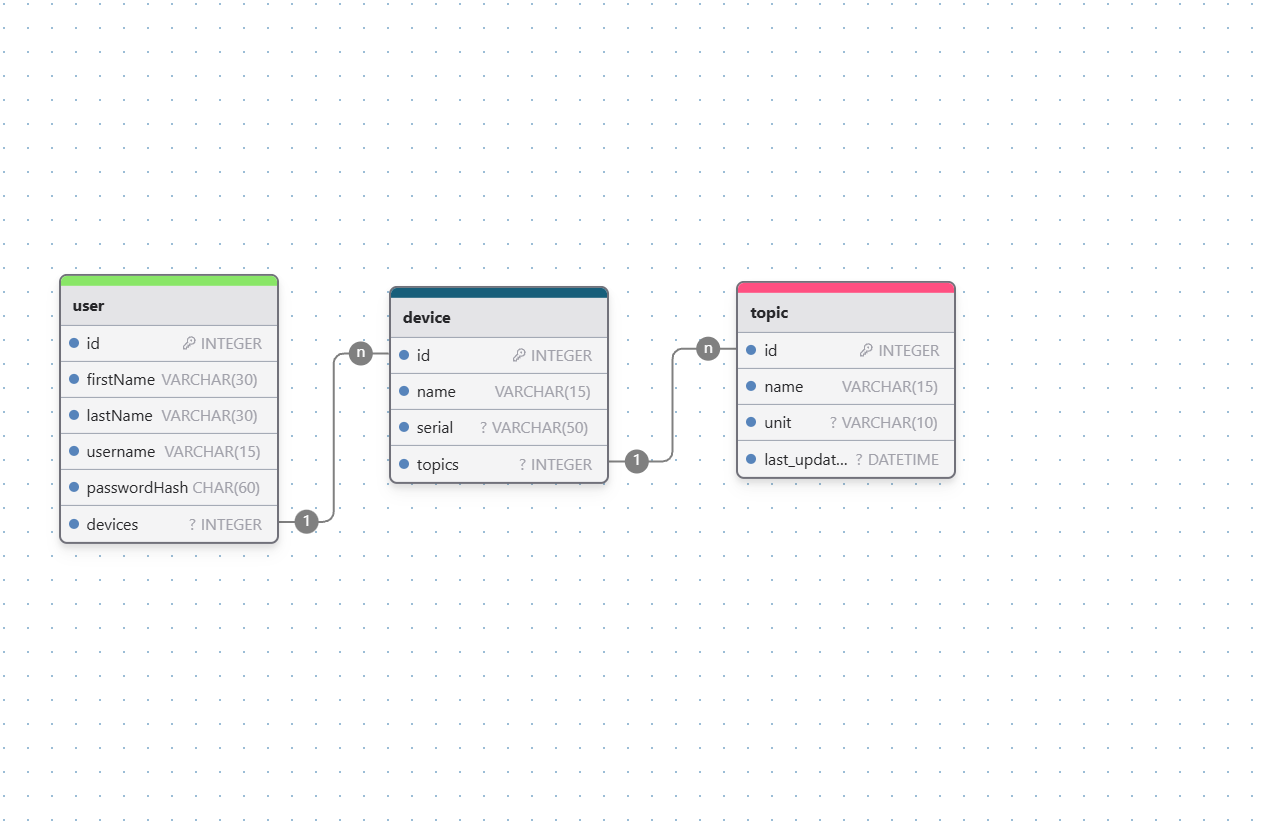 user
id INTEGER
firstName VARCHAR(30)
lastName VARCHAR(30)
username VARCHAR(15)
passwordHash CHAR(60)
devices ? INTEGER
1
n
device
id INTEGER
name VARCHAR(15)
serial ? VARCHAR(50)
topics ? INTEGER
1
n
topic
id INTEGER
name VARCHAR(15)
unit ? VARCHAR(10)
last_updat... ? DATETIME